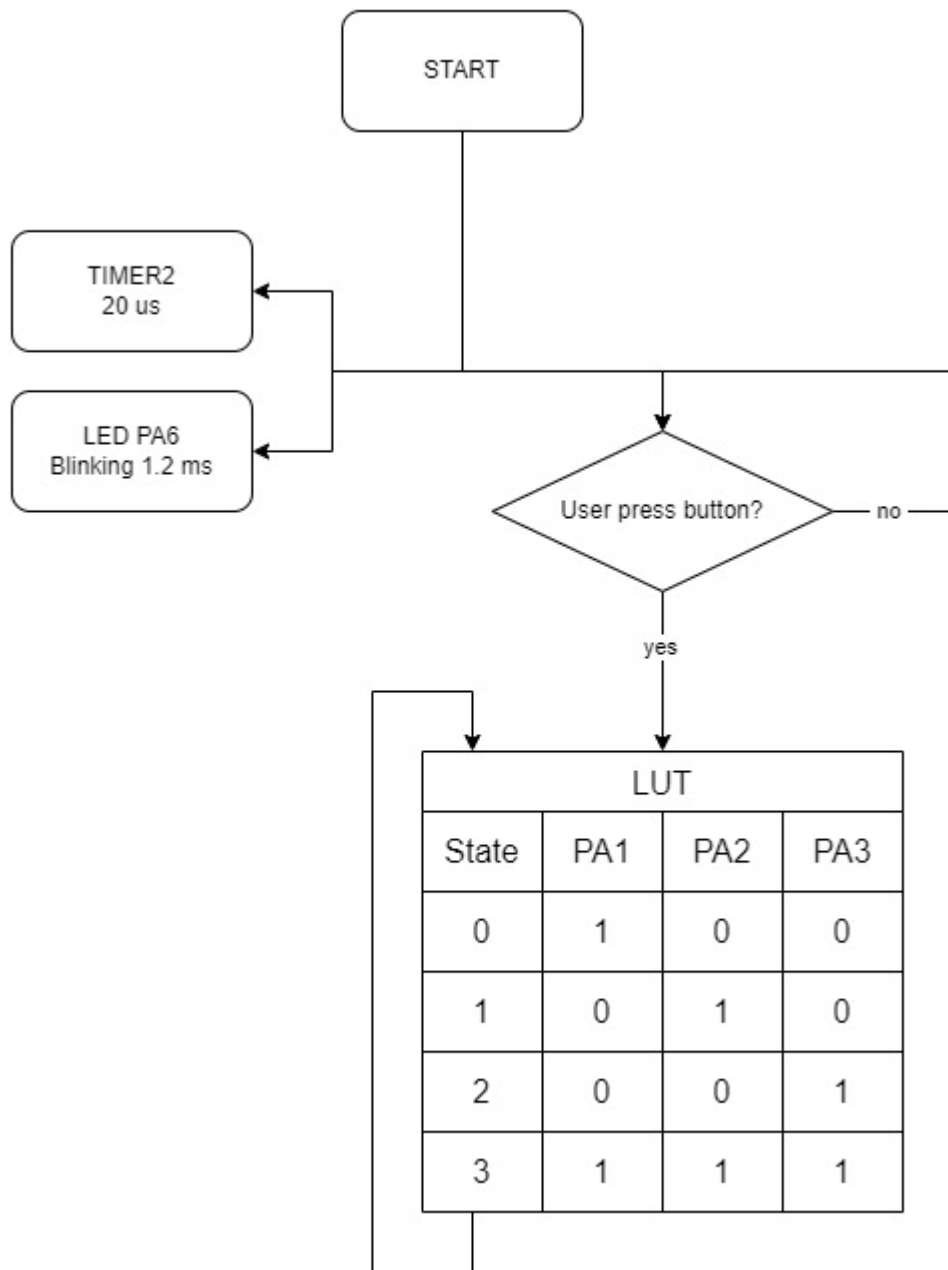 START
TIMER2
20 us
LED PA6
Blinking 1.2 ms
User press button?
no
yes
LUT
State PA1 PA2 PA3
0 1 0 0
1 0 1 0
2 0 0 1
3 1 1 1